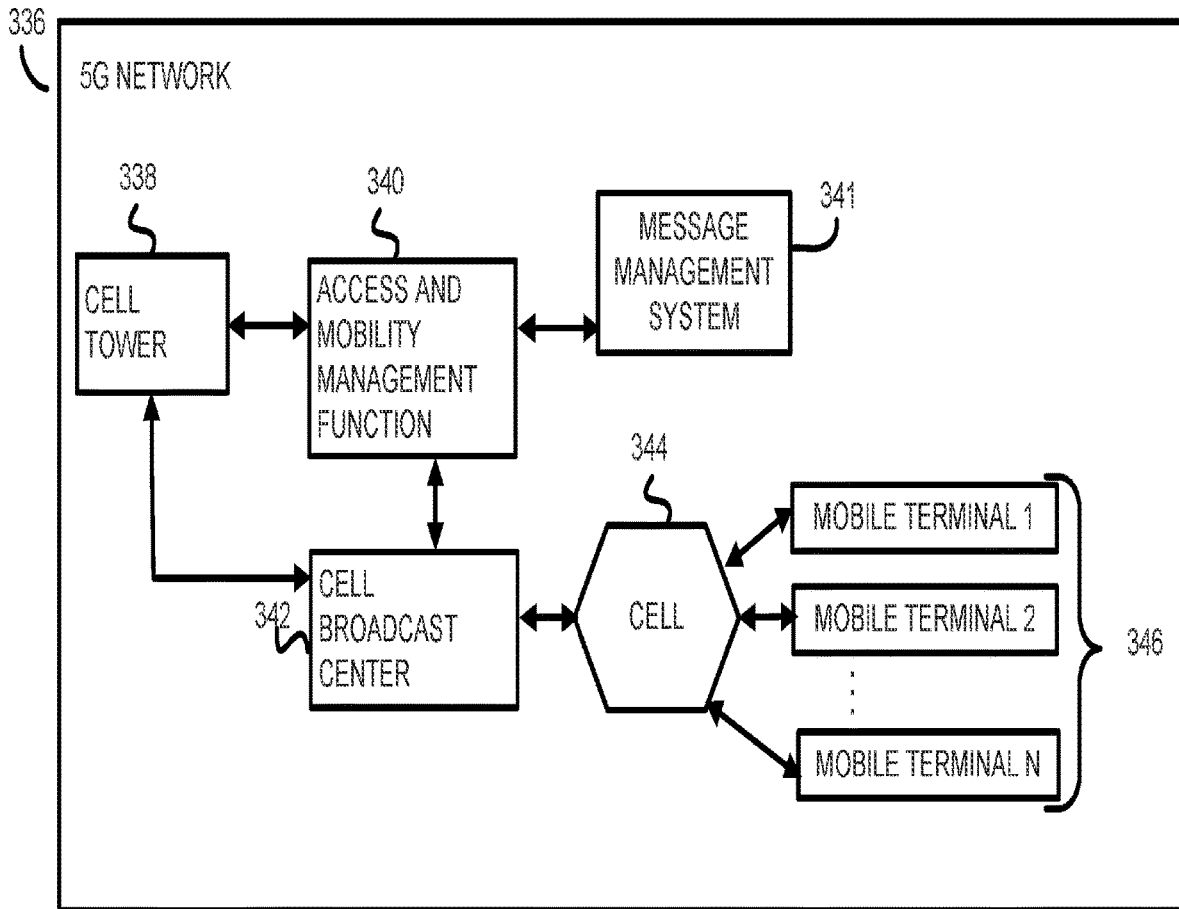 336
5G NETWORK
338
340
341
CELL
TOWER
ACCESS AND
MOBILITY
MANAGEMENT
FUNCTION
MESSAGE
MANAGEMENT
SYSTEM
344
342
CELL
BROADCAST
CENTER
CELL
MOBILE TERMINAL 1
MOBILE TERMINAL 2
MOBILE TERMINAL N
346